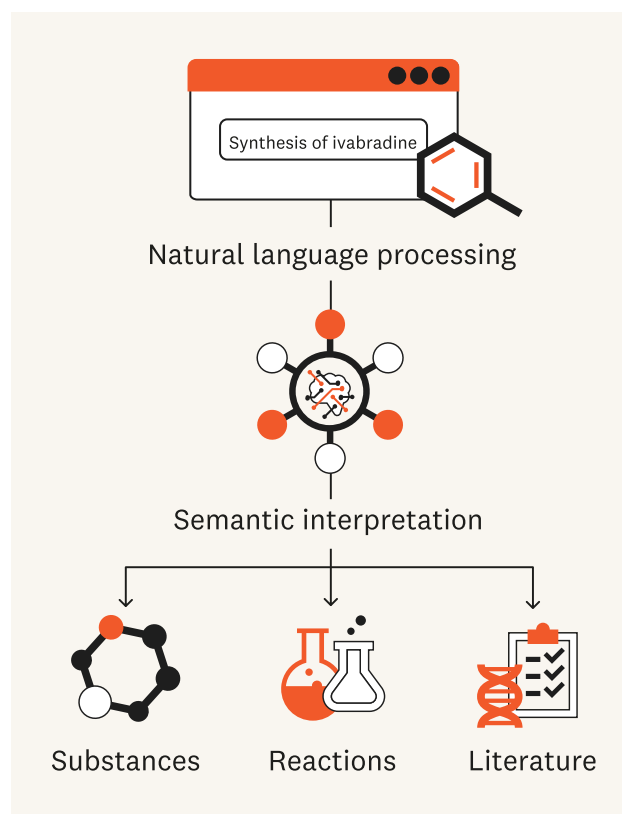 Synthesis of ivabradine
Natural language processing
Semantic interpretation
Substances
Reactions
Literature